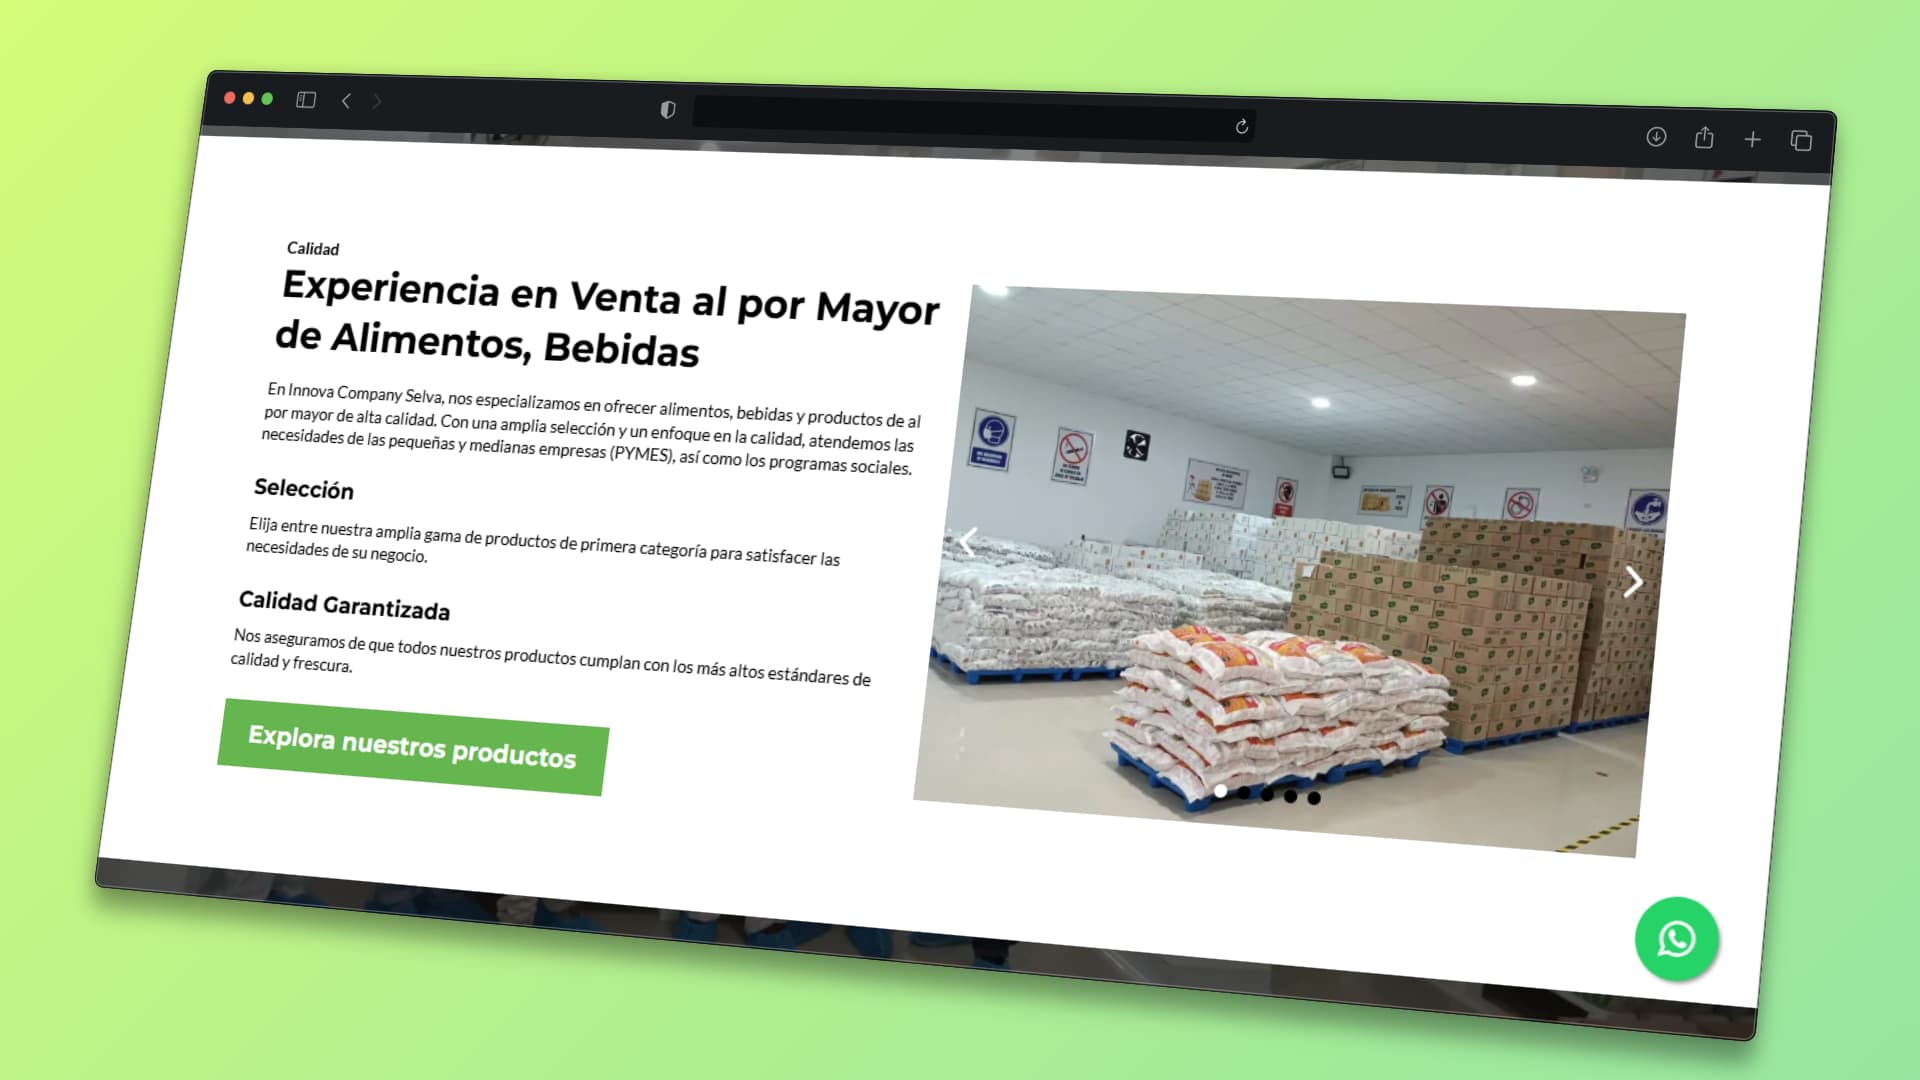 Calidad
Experiencia en Venta al por Mayor
de Alimentos, Bebidas
En Innova Company Selva, nos especializamos en ofrecer alimentos, bebidas y productos de al
por mayor de alta calidad. Con una amplia selección y un enfoque en la calidad, atendemos las
necesidades de las pequeñas y medianas empresas (PYMES), así como los programas sociales.
Selección
Elija entre nuestra amplia gama de productos de primera categoría para satisfacer las
necesidades de su negocio.
Calidad Garantizada
Nos aseguramos de que todos nuestros productos cumplan con los más altos estándares de
calidad y frescura.
Explora nuestros productos